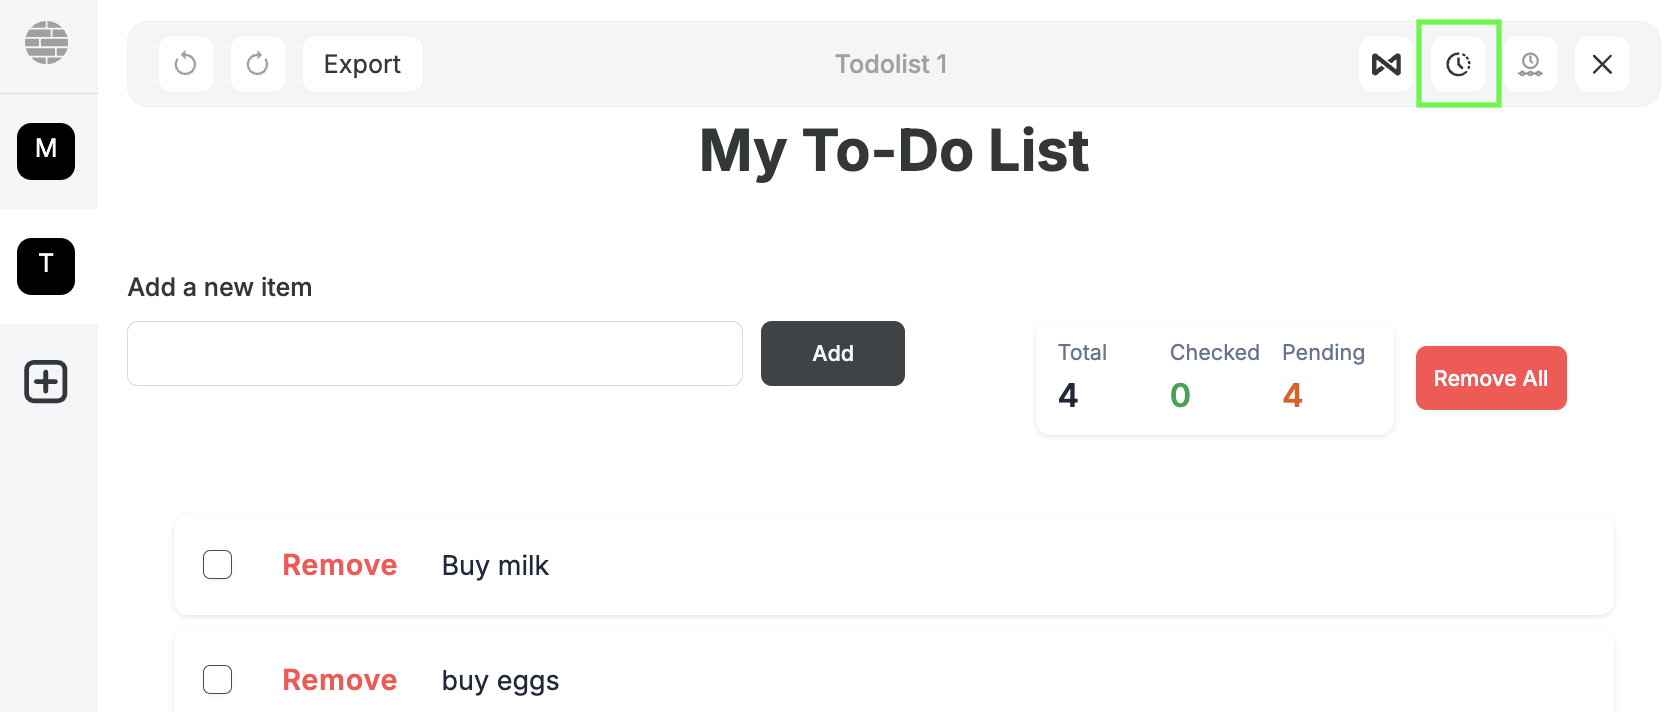 Export
Todolist 1
M
My To-Do List
T
Add a new item
Add
Total
Checked
Pending
4
0
4
Remove All
Remove
Buy milk
Remove
buy eggs